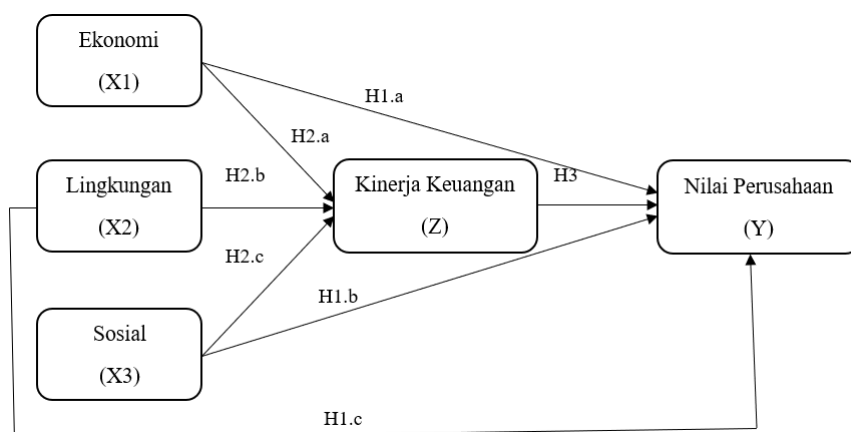 Ekonomi
(X1)
H1.a
H2.a
Lingkungan
(X2)
H2.b
Kinerja Keuangan
(Z)
H3
Nilai Perusahaan
(Y)
H2.c
H1.b
Sosial
(X3)
H1.c